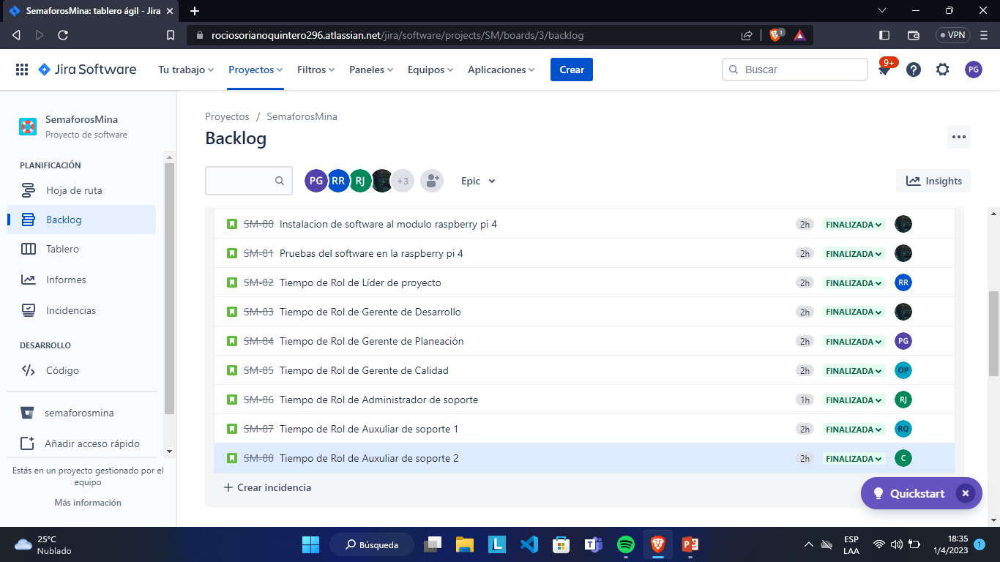 SemaforosMina: tablero ágil - Jira
rociosorianoquintero296.atlassian.net/jira/software/projects/SM/boards/3/backlog
1
VPN
Jira Software
Tu trabajo
Proyectos
Filtros
Paneles
Equipos
Aplicaciones
Crear
Buscar
9+
PG
SemaforosMina
Proyecto de software
PLANIFICACIÓN
Hoja de ruta
Backlog
Tablero
Informes
Incidencias
DESARROLLO
Código
semaforosmina
Añadir acceso rápido
Estás en un proyecto gestionado por el
equipo
Más información
Proyectos / SemaforosMina
Backlog
PG RR RJ +3
Epic
Insights
SM-80 Instalacion de software al modulo raspberry pi 4 2h FINALIZADA
SM-81 Pruebas del software en la raspberry pi 4 2h FINALIZADA
SM-82 Tiempo de Rol de Líder de proyecto 2h FINALIZADA RR
SM-83 Tiempo de Rol de Gerente de Desarrollo 2h FINALIZADA
SM-84 Tiempo de Rol de Gerente de Planeación 2h FINALIZADA PG
SM-85 Tiempo de Rol de Gerente de Calidad 2h FINALIZADA OP
SM-86 Tiempo de Rol de Administrador de soporte 1h FINALIZADA RJ
SM-87 Tiempo de Rol de Auxuliar de soporte 1 2h FINALIZADA RQ
SM-88 Tiempo de Rol de Auxuliar de soporte 2 2h FINALIZADA C
+ Crear incidencia
Quickstart
25°C
Nublado
Búsqueda
L
ESP
LAA
18:35
1/4/2023
1